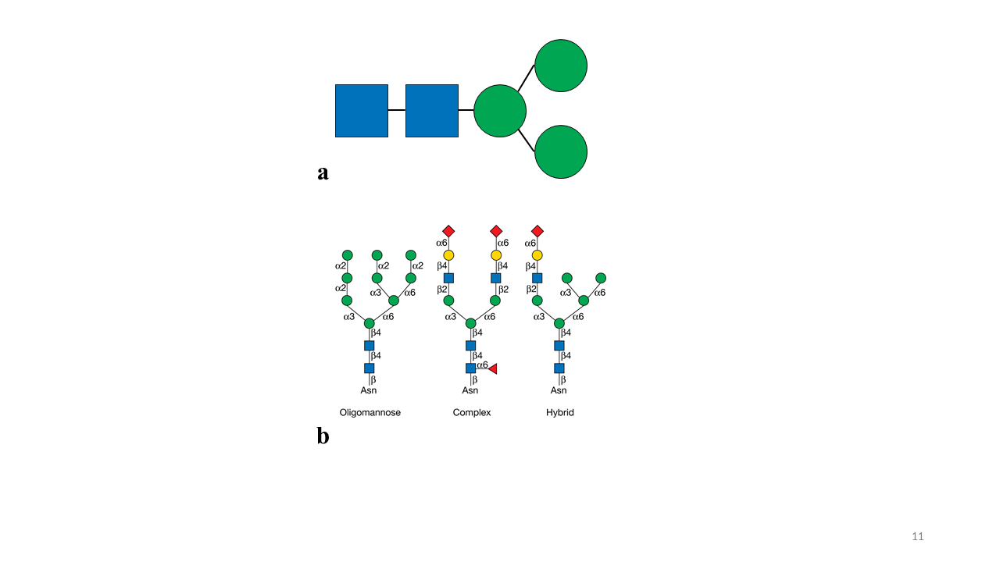 a
α6 α6 α6
α2 α2 α2 β4 β4 β4
α2 α3 α6 β2 β2 β2 α3 α6
α3 α6 α3 α6 α3 α6
β4 β4 β4
β4 β4 β4
α6
β β β
Asn Asn Asn
Oligomannose Complex Hybrid
b
11